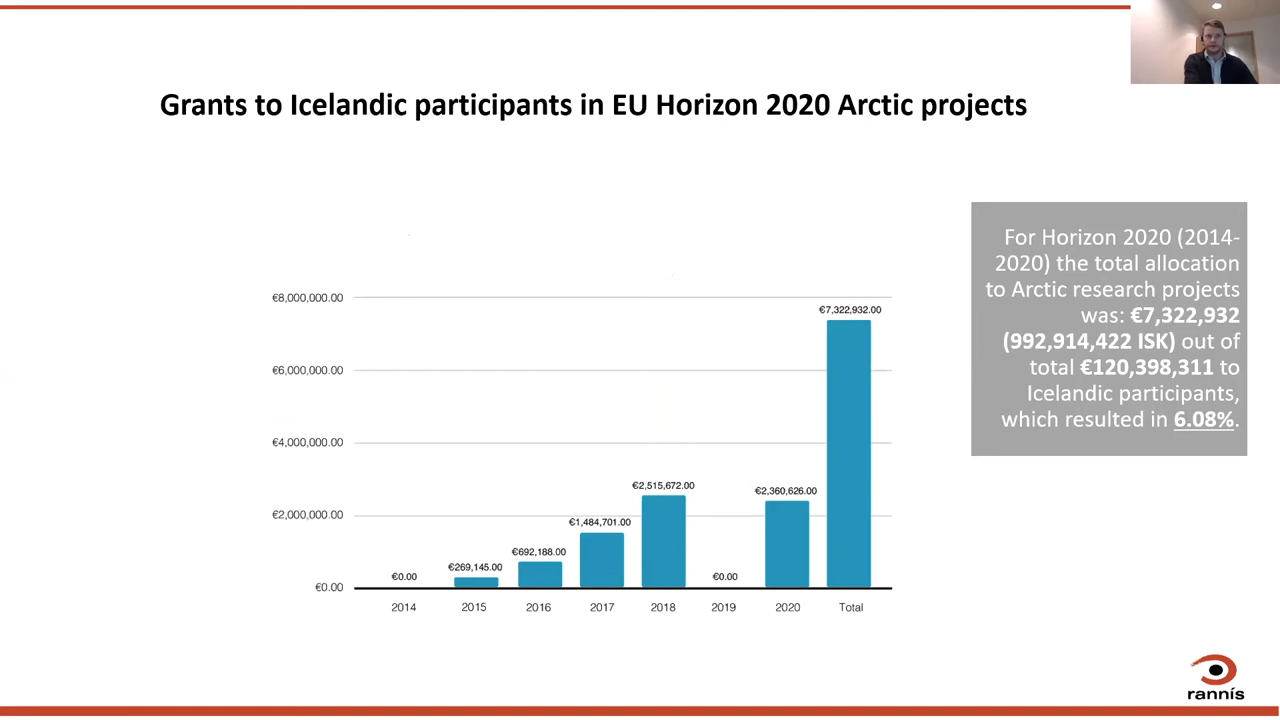 Grants to Icelandic participants in EU Horizon 2020 Arctic projects
For Horizon 2020 (2014-
2020) the total allocation
to Arctic research projects
was: €7,322,932
(992,914,422 ISK) out of
total €120,398,311 to
Icelandic participants,
which resulted in 6.08%.
€8,000,000.00
€7,322,932.00
€6,000,000.00
€4,000,000.00
€2,515,672.00
€2,360,626.00
€2,000,000.00
€1,484,701.00
€692,188.00
€269,145.00
€0.00
€0.00
€0.00
2014 2015 2016 2017 2018 2019 2020 Total
rannís